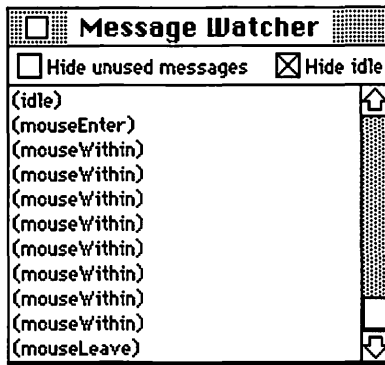 Message Watcher
Hide unused messages Hide idle
(idle)
(mouseEnter)
(mouseWithin)
(mouseWithin)
(mouseWithin)
(mouseWithin)
(mouseWithin)
(mouseWithin)
(mouseWithin)
(mouseWithin)
(mouseLeave)